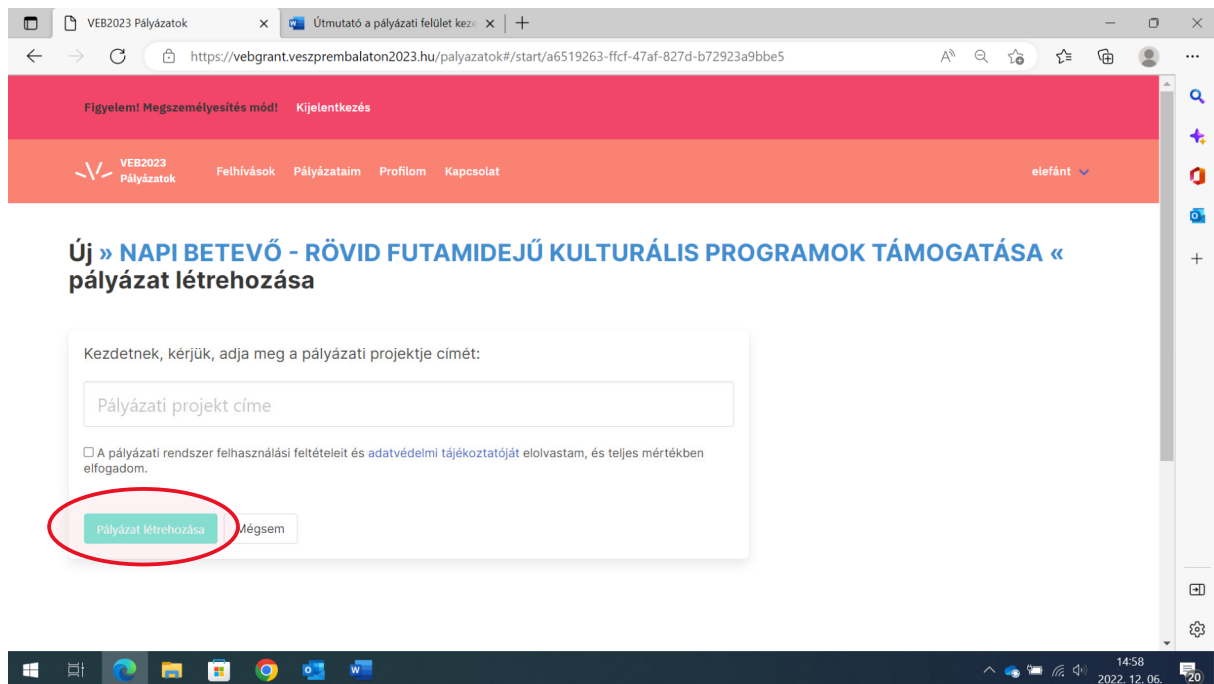 VEB2023 Pályázatok
Útmutató a pályázati felület keze
https://vebgrant.veszprembalaton2023.hu/palyazatok#/start/a6519263-ffcf-47af-827d-b72923a9bbe5
Figyelem! Megszemélyesítés mód! Kijelentkezés
VEB2023
Pályázatok
Felhívások Pályázataim Profilom Kapcsolat
elefánt
Új » NAPI BETEVŐ - RÖVID FUTAMIDEJŰ KULTURÁLIS PROGRAMOK TÁMOGATÁSA «
pályázat létrehozása
Kezdetnek, kérjük, adja meg a pályázati projektje címét:
Pályázati projekt címe
A pályázati rendszer felhasználási feltételeit és adatvédelmi tájékoztatóját elolvastam, és teljes mértékben
elfogadom.
Pályázat létrehozása Mégsem
14:58
2022. 12. 06.
20